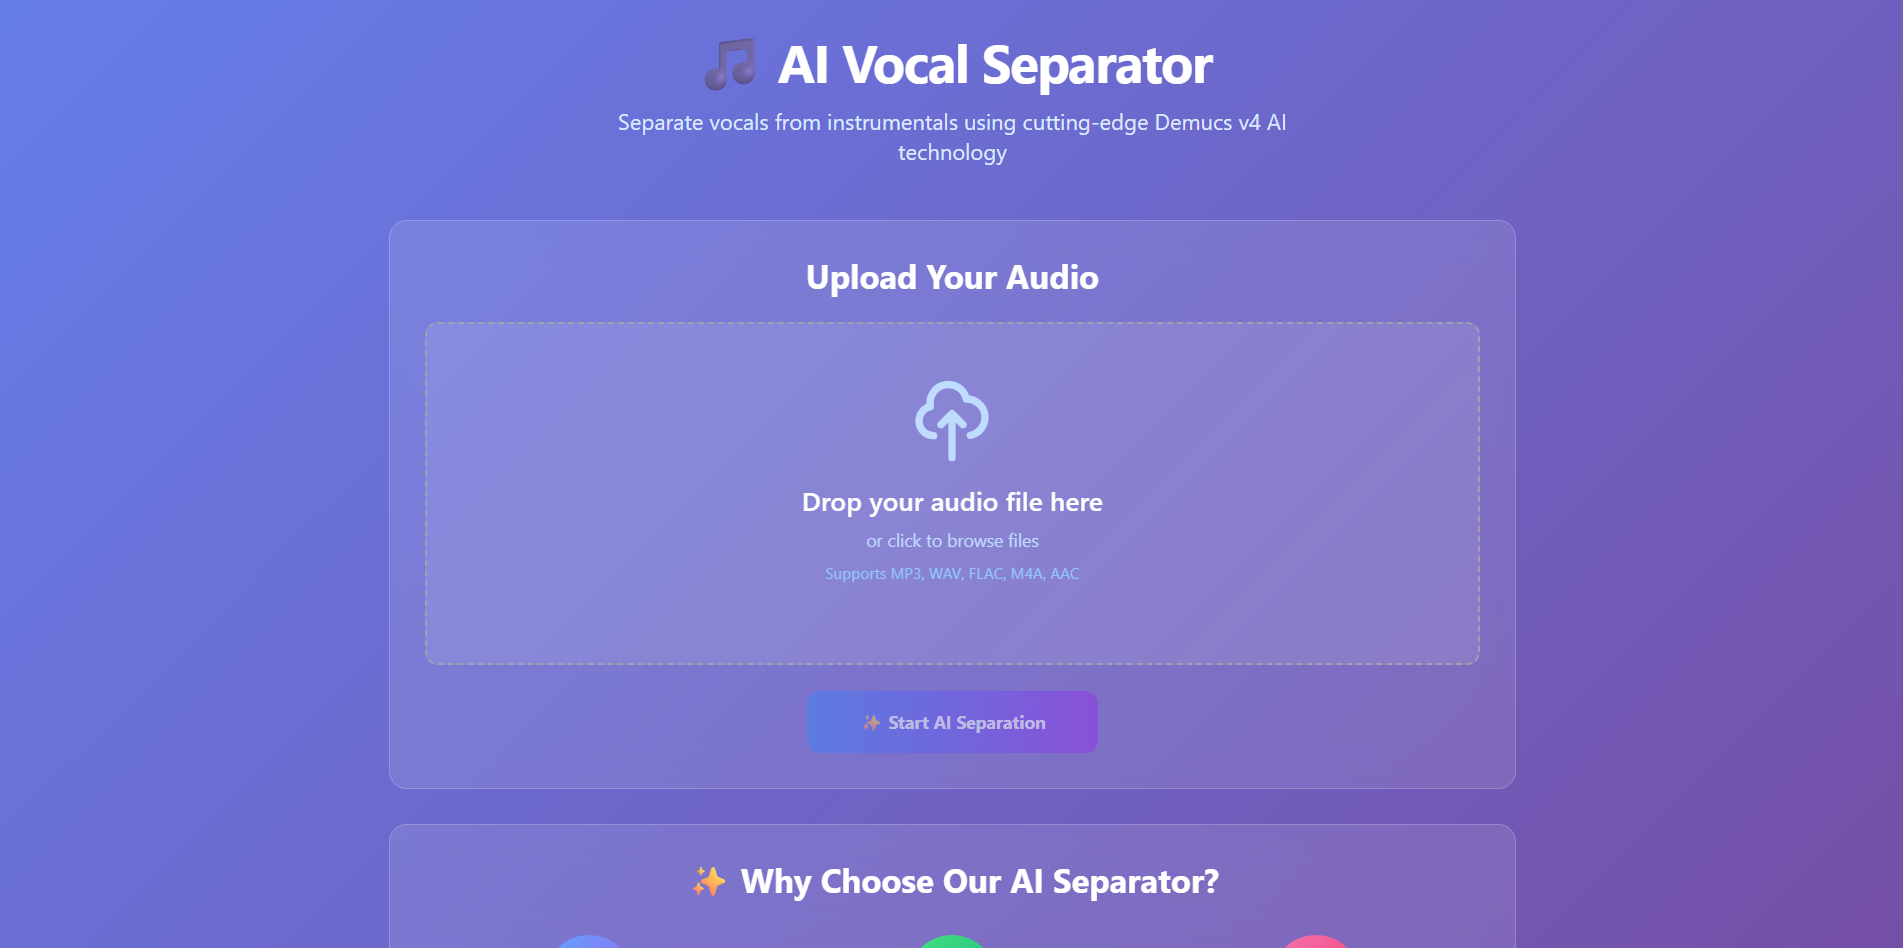 AI Vocal Separator
Separate vocals from instrumentals using cutting-edge Demucs v4 AI
technology
Upload Your Audio
Drop your audio file here
or click to browse files
Supports MP3, WAV, FLAC, M4A, AAC
Start AI Separation
Why Choose Our AI Separator?